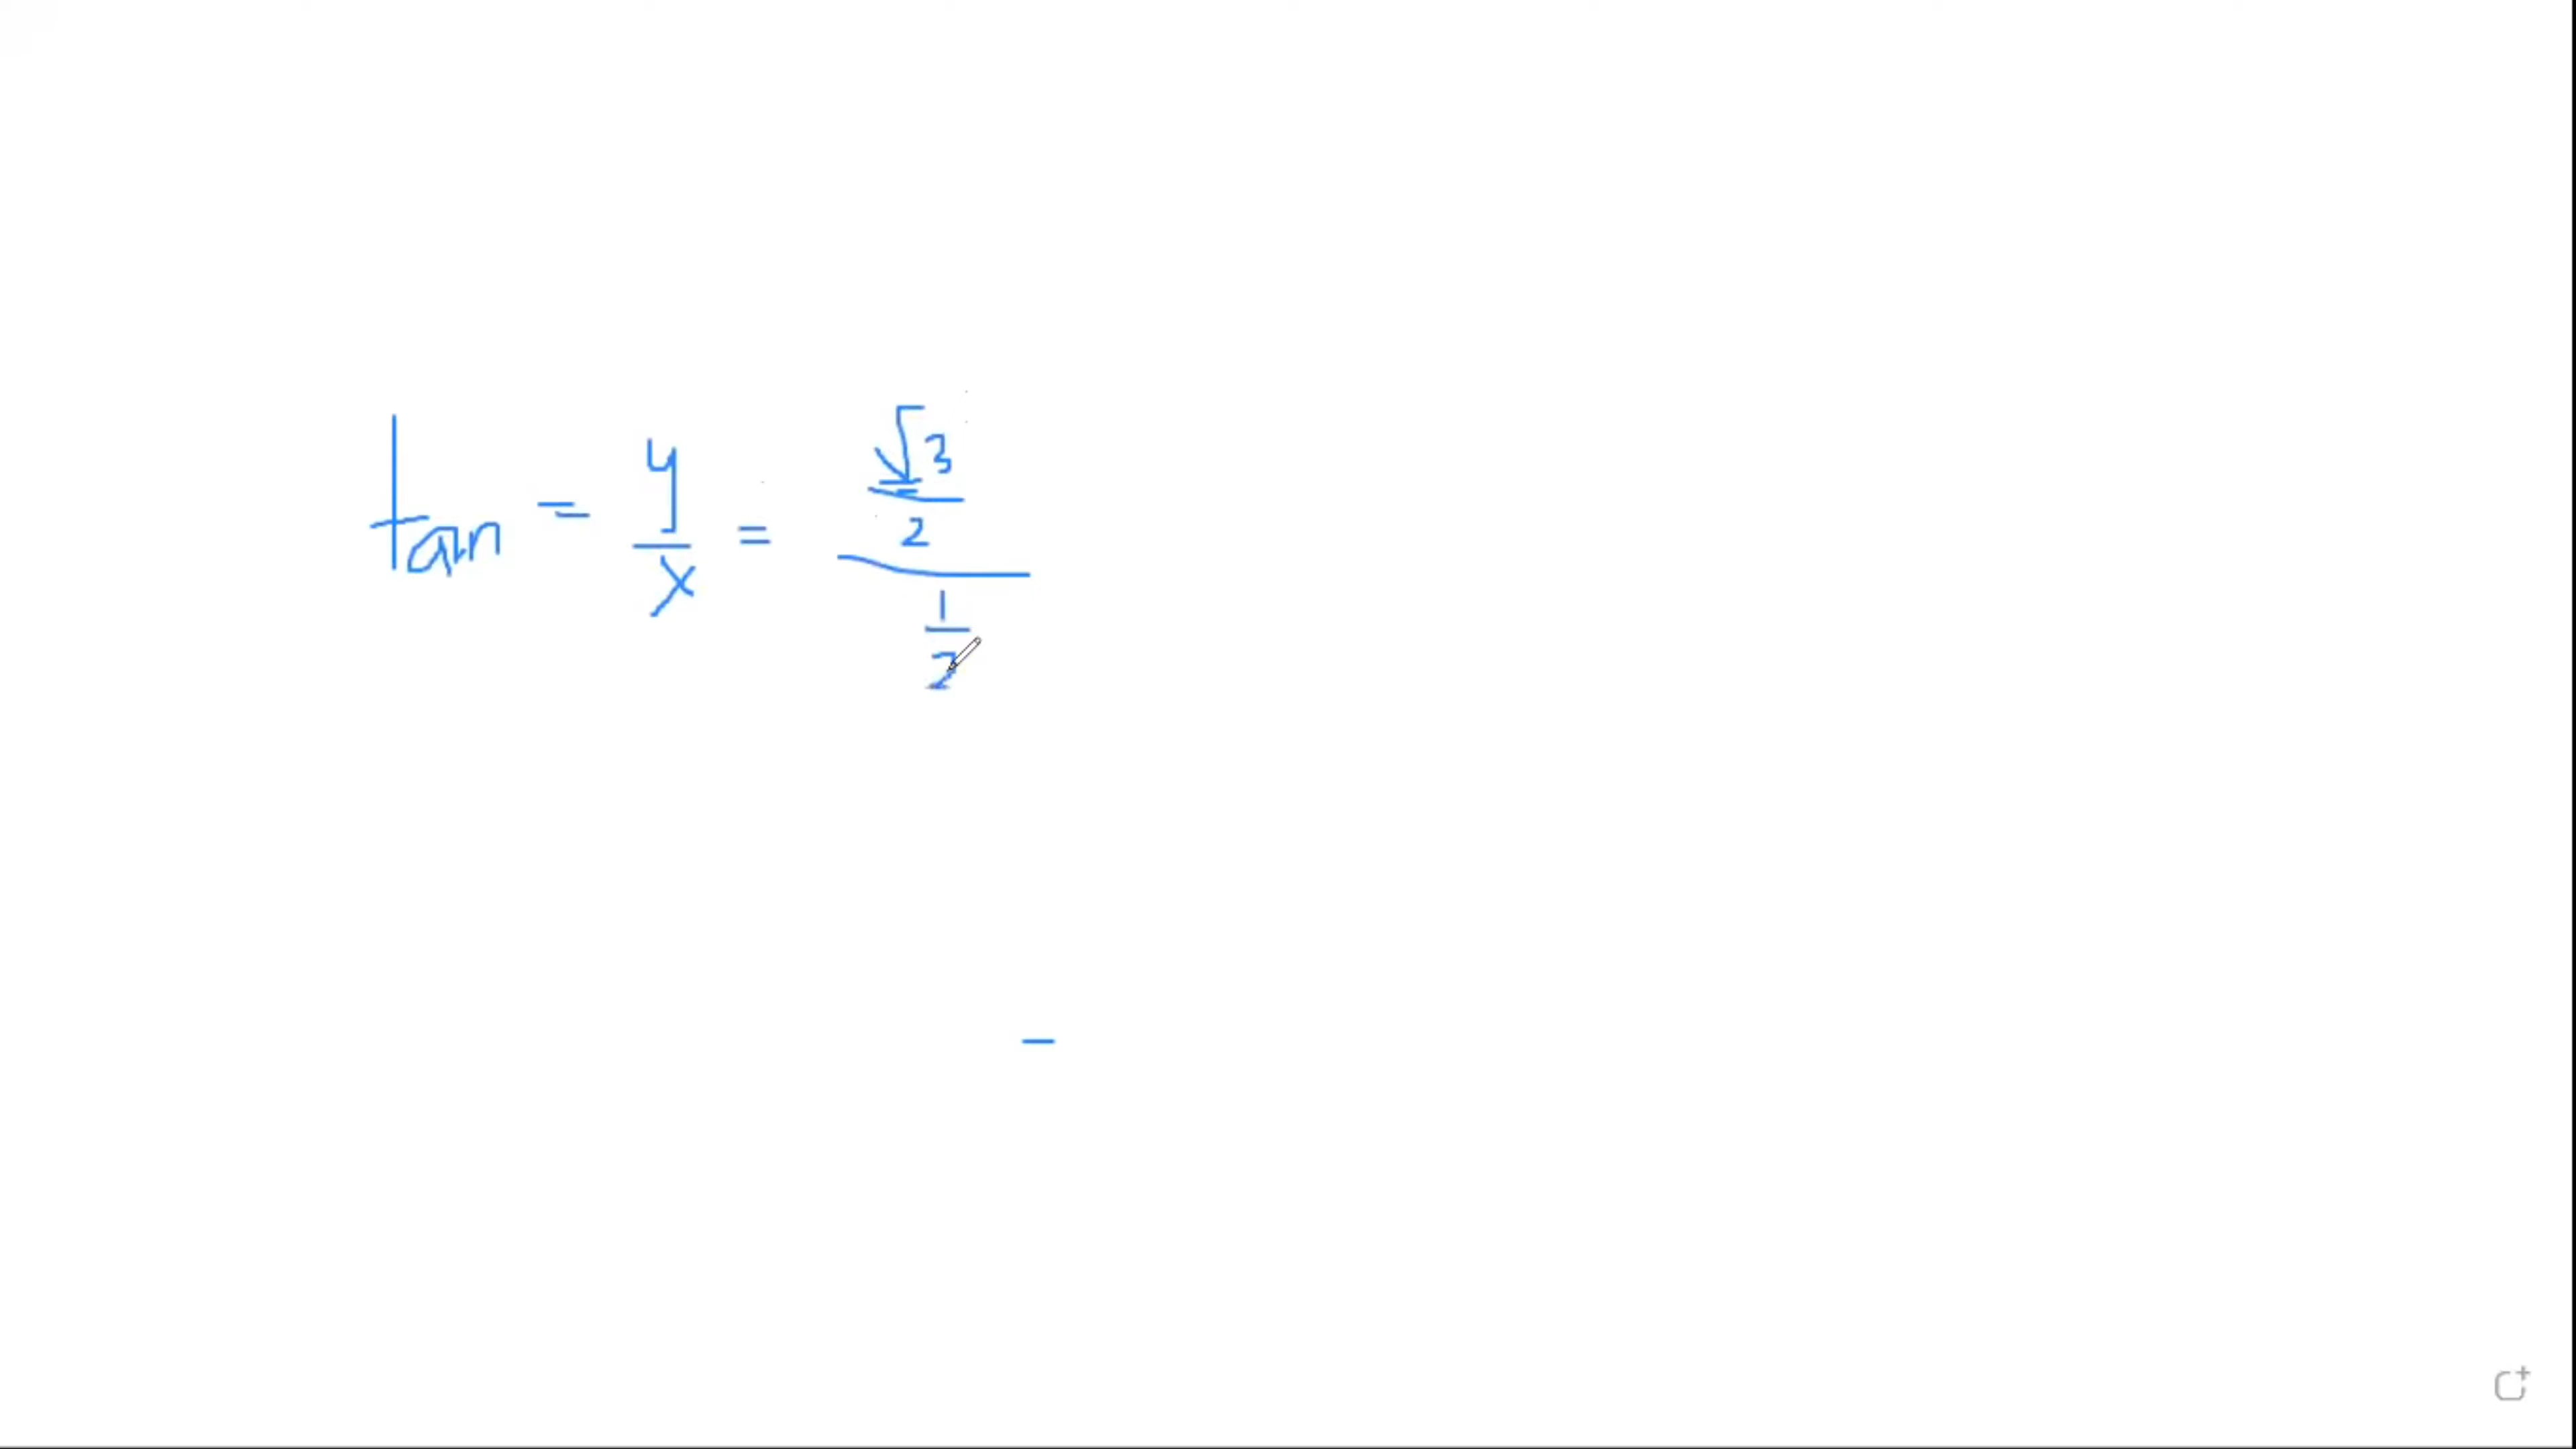 tan = y/x = (√3/2)/(1/2)
–